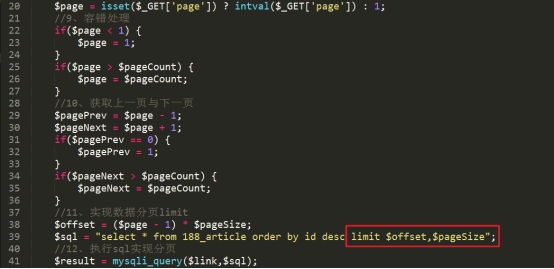 20 $page = isset($_GET['page']) ? intval($_GET['page']) : 1;
21 //9、容错处理
22 if($page < 1) {
23 $page = 1;
24 }
25 if($page > $pageCount) {
26 $page = $pageCount;
27 }
28 //10、获取上一页与下一页
29 $pagePrev = $page - 1;
30 $pageNext = $page + 1;
31 if($pagePrev == 0) {
32 $pagePrev = 1;
33 }
34 if($pageNext > $pageCount) {
35 $pageNext = $pageCount;
36 }
37 //11、实现数据分页limit
38 $offset = ($page - 1) * $pageSize;
39 $sql = "select * from 188_article order by id desc limit $offset,$pageSize";
40 //12、执行sql实现分页
41 $result = mysqli_query($link,$sql);